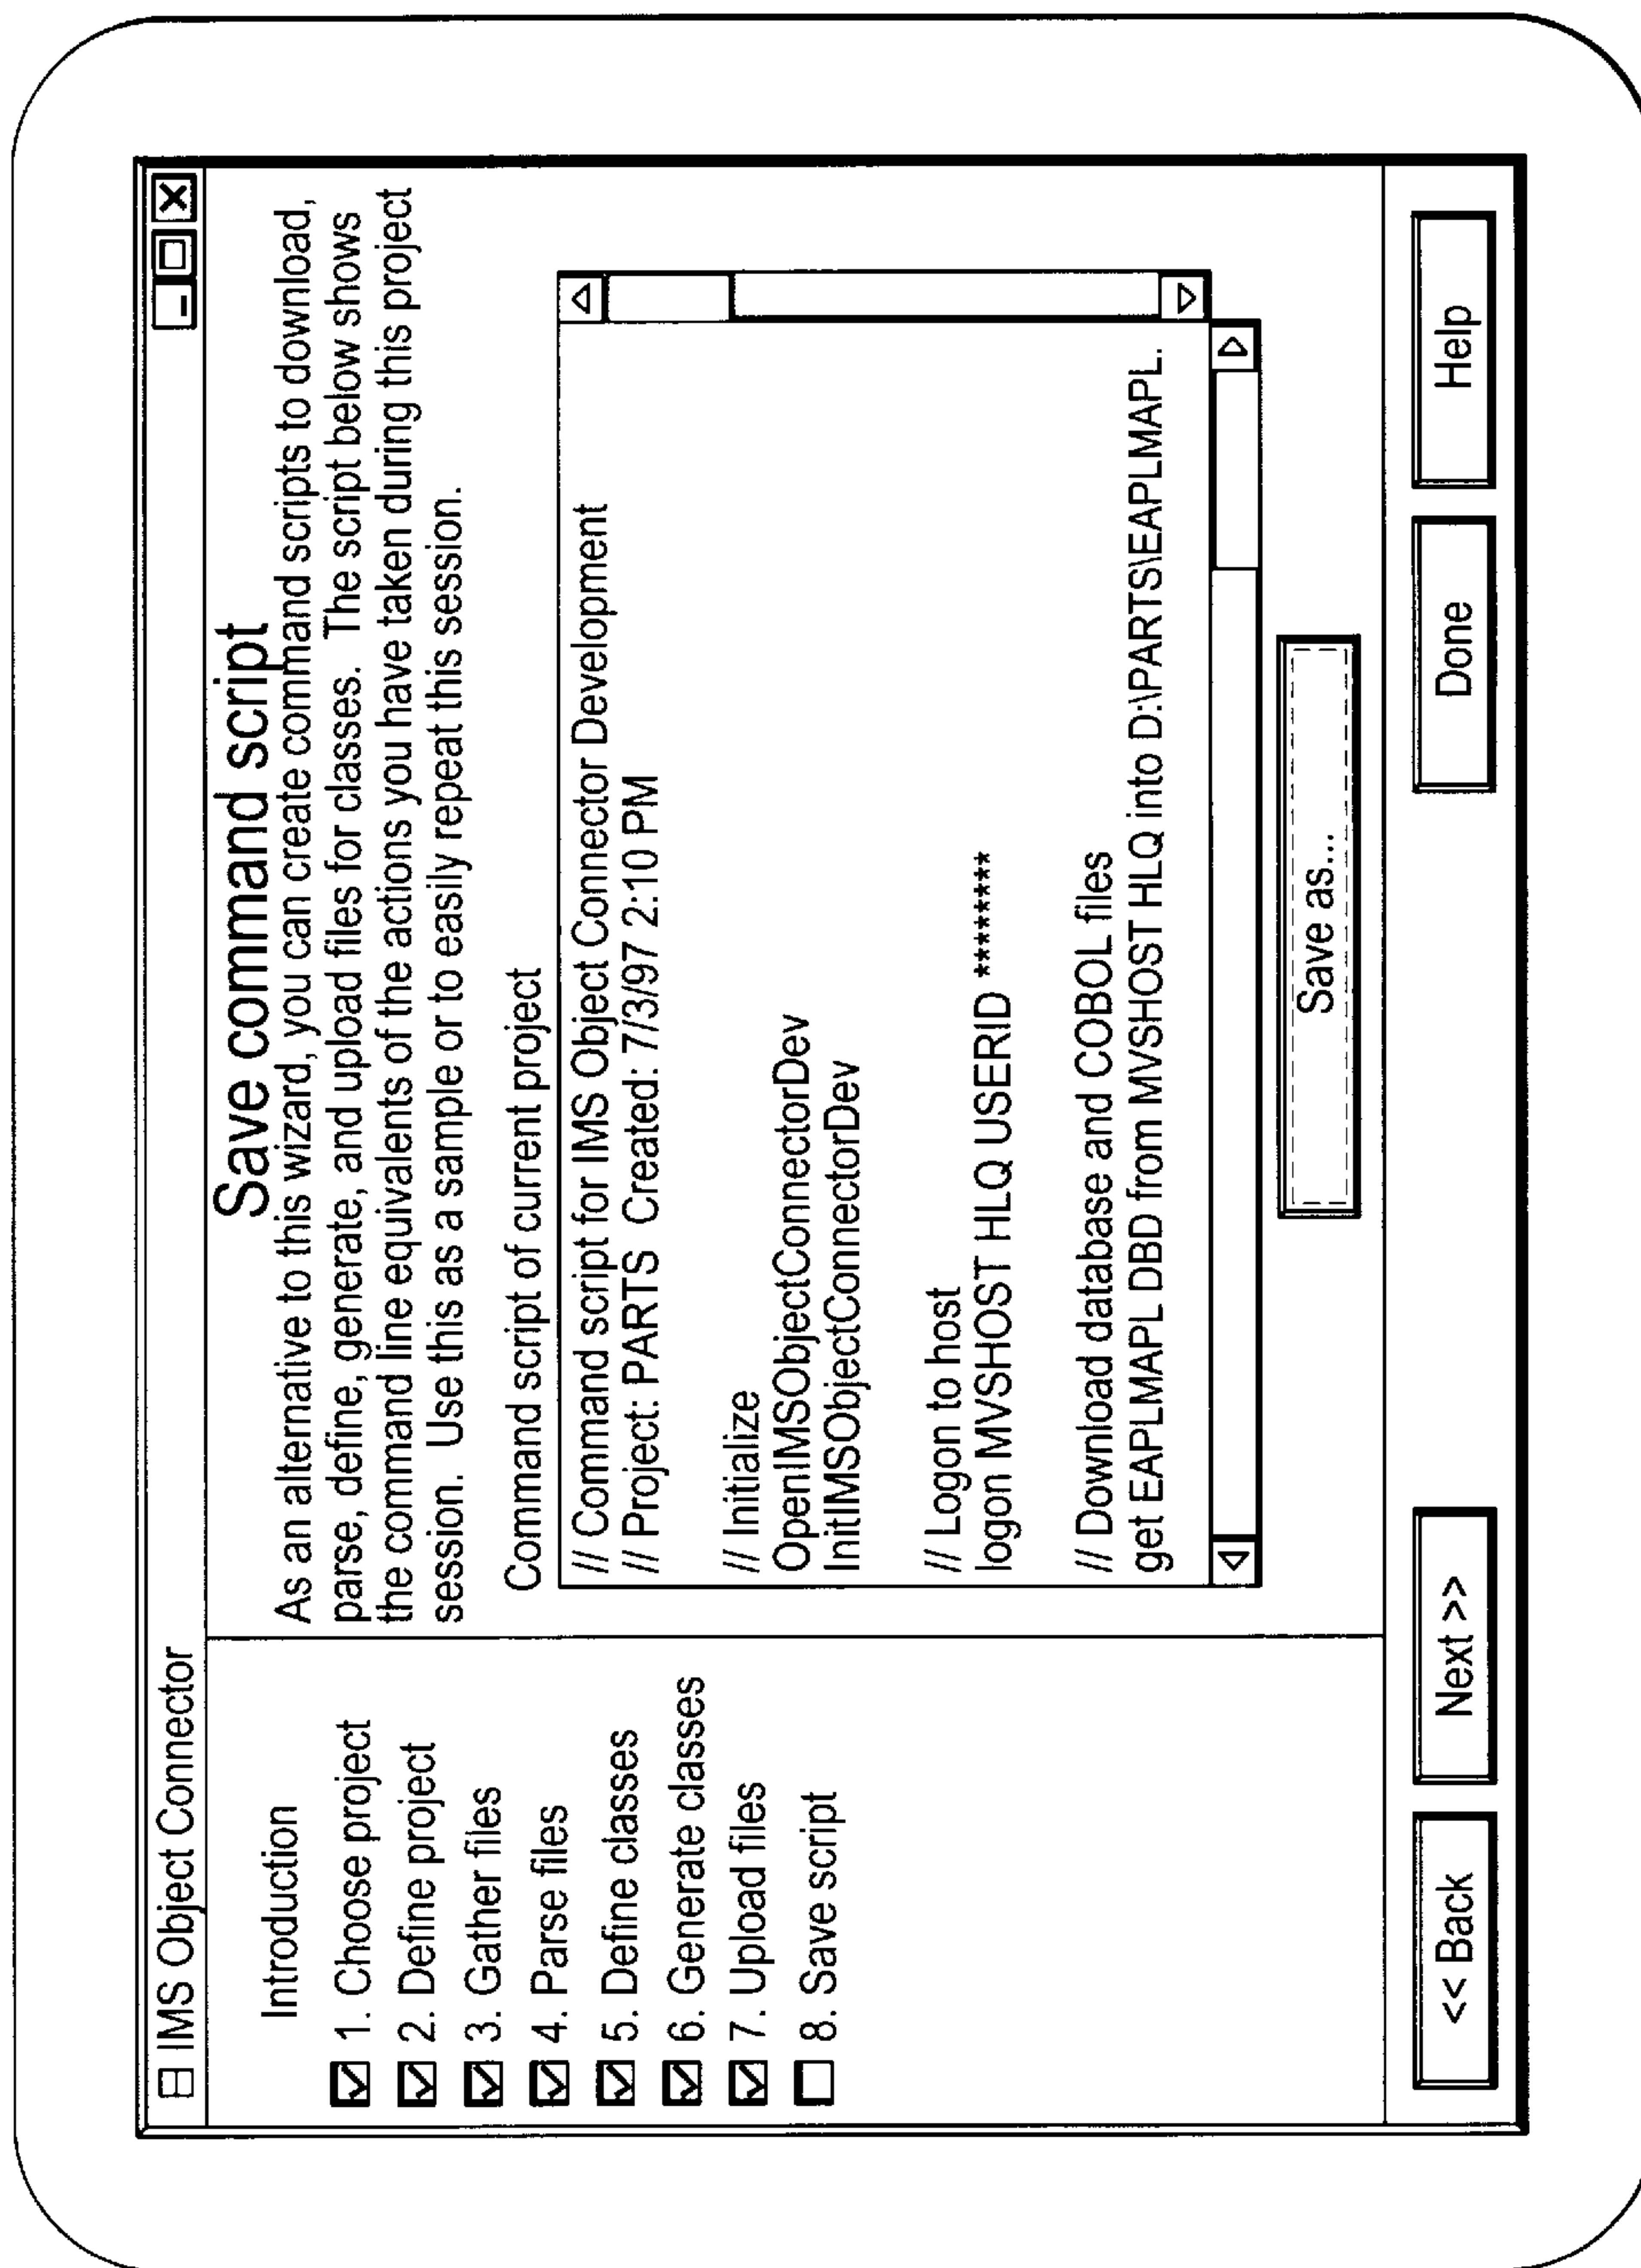 IMS Object Connector
Introduction
1. Choose project
2. Define project
3. Gather files
4. Parse files
5. Define classes
6. Generate classes
7. Upload files
8. Save script
Save command script
As an alternative to this wizard, you can create command scripts to download,
parse, define, generate, and upload files for classes. The script below shows
the command line equivalents of the actions you have taken during this project
session. Use this as a sample or to easily repeat this session.
Command script of current project
// Command script for IMS Object Connector Development
// Project: PARTS Created: 7/3/97 2:10 PM
// Initialize
OpenIMSObjectConnectorDev
InitIMSObjectConnectorDev
// Logon to host
logon MVSHOST HLQ USERID ********
// Download database and COBOL files
get EAPLMAPL DBD from MVSHOST HLQ into D:\PARTS\EAPLMAPL.
Save as...
<< Back
Next >>
Done
Help